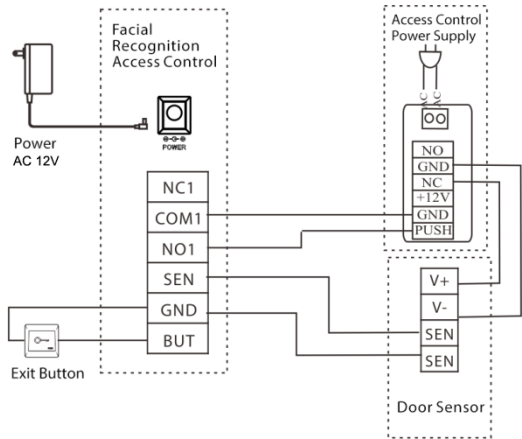 Facial
Recognition
Access Control
Access Control
Power Supply
AC
AC
Power
AC 12V
POWER
NO
GND
NC
+12V
GND
PUSH
NC1
COM1
NO1
SEN
GND
BUT
V+
V-
SEN
SEN
Exit Button
Door Sensor